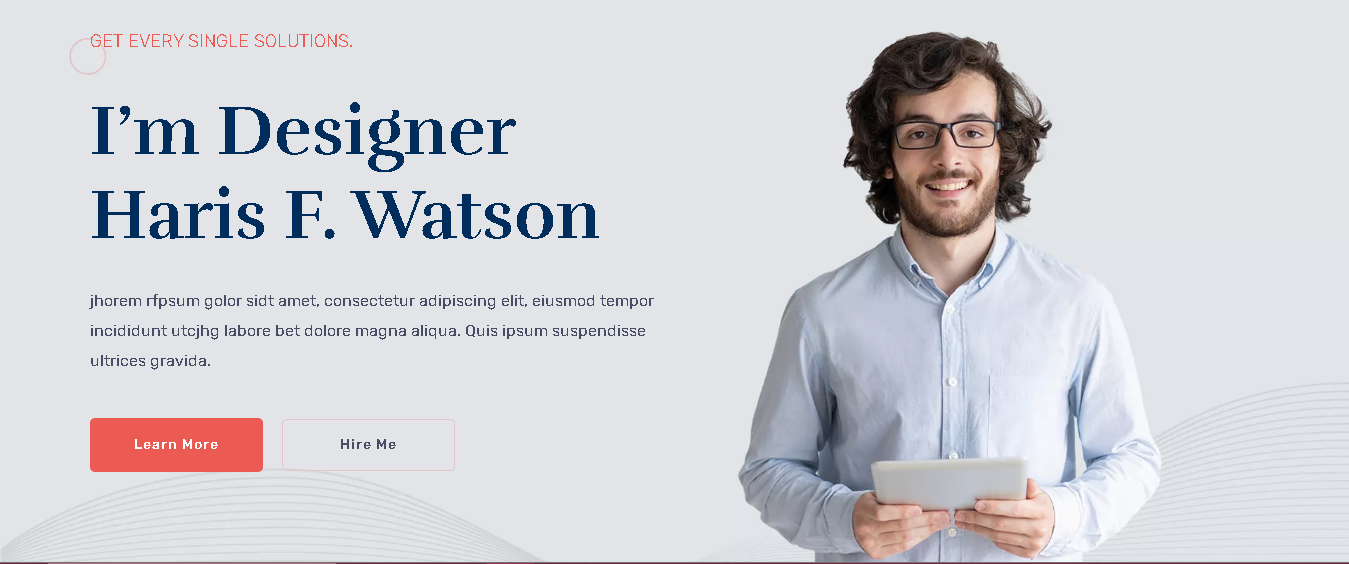 GET EVERY SINGLE SOLUTIONS.
I’m Designer
Haris F. Watson
jhorem rfpsum golor sidt amet, consectetur adipiscing elit, eiusmod tempor
incididunt utcjhg labore bet dolore magna aliqua. Quis ipsum suspendisse
ultrices gravida.
Learn More
Hire Me